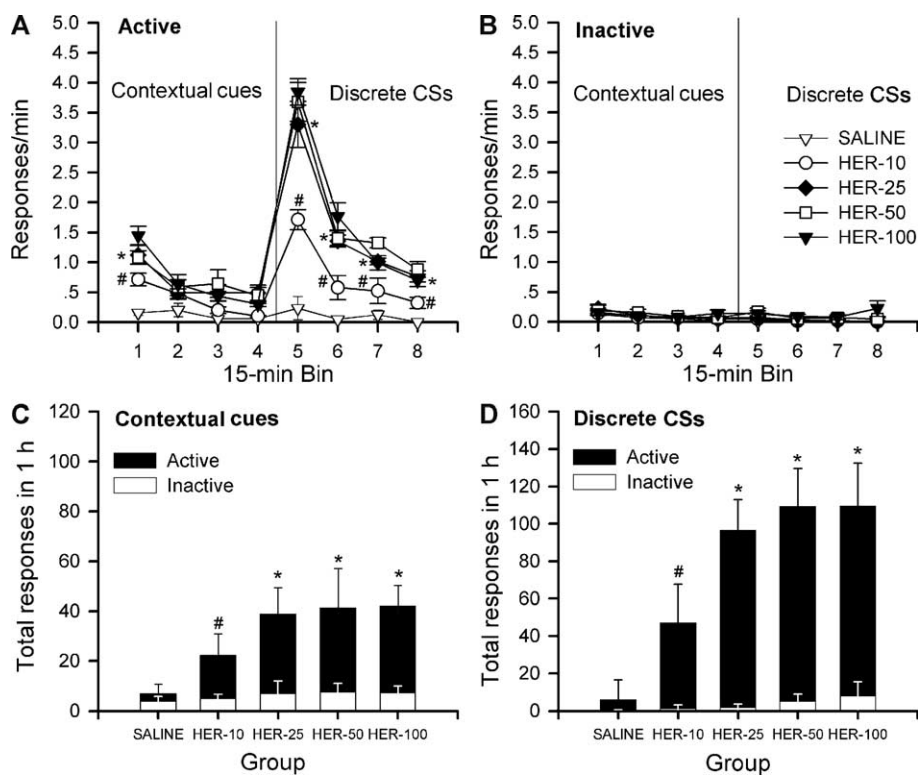 A Active
Contextual cues
Discrete CSs
Responses/min
5.0
4.5
4.0
3.5
3.0
2.5
2.0
1.5
1.0
.5
0.0
*
#
#
*
*
#
*
#
*
#
1 2 3 4 5 6 7 8
15-min Bin
B Inactive
Contextual cues
Discrete CSs
SALINE
HER-10
HER-25
HER-50
HER-100
Responses/min
5.0
4.5
4.0
3.5
3.0
2.5
2.0
1.5
1.0
.5
0.0
1 2 3 4 5 6 7 8
15-min Bin
C Contextual cues
Active
Inactive
Total responses in 1 h
120
100
80
60
40
20
0
# * * *
SALINE HER-10 HER-25 HER-50 HER-100
Group
D Discrete CSs
Active
Inactive
Total responses in 1 h
160
140
120
100
80
60
40
20
0
# * * *
SALINE HER-10 HER-25 HER-50 HER-100
Group